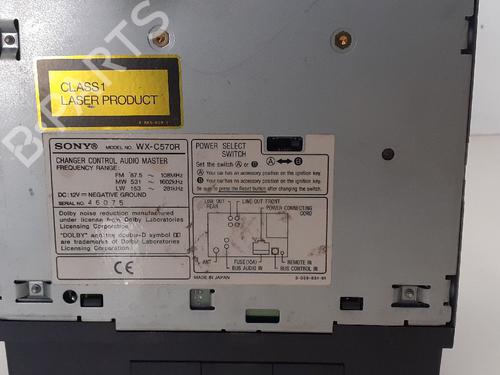 CLASS 1
LASER PRODUCT
SONY® MODEL NO. WX-C570R
CHANGER CONTROL AUDIO MASTER
FREQUENCY RANGE:
FM 87.5 ~ 108MHz
MW 531 ~ 1602kHz
LW 153 ~ 281kHz
DC 12V NEGATIVE GROUND
SERIAL NO. 46075
Dolby noise reduction manufactured
under license from Dolby Laboratories
Licensing Corporation.
"DOLBY" and the double-D symbol
are trademarks of Dolby Laboratories
Licensing Corporation.
CE
POWER SELECT
SWITCH
A B
Set the switch A or B
A You car has an accessory position on the ignition key.
B Your car has no accessory position on the ignition key.
Be sure to press the Reset button after changing the switch.
LINE OUT
REAR
LINE OUT FRONT
POWER CONNECTING
CORD
ANT
FUSE(10A)
REMOTE IN
BUS AUDIO IN
BUS CONTROL IN
MADE IN JAPAN
B-PARTS